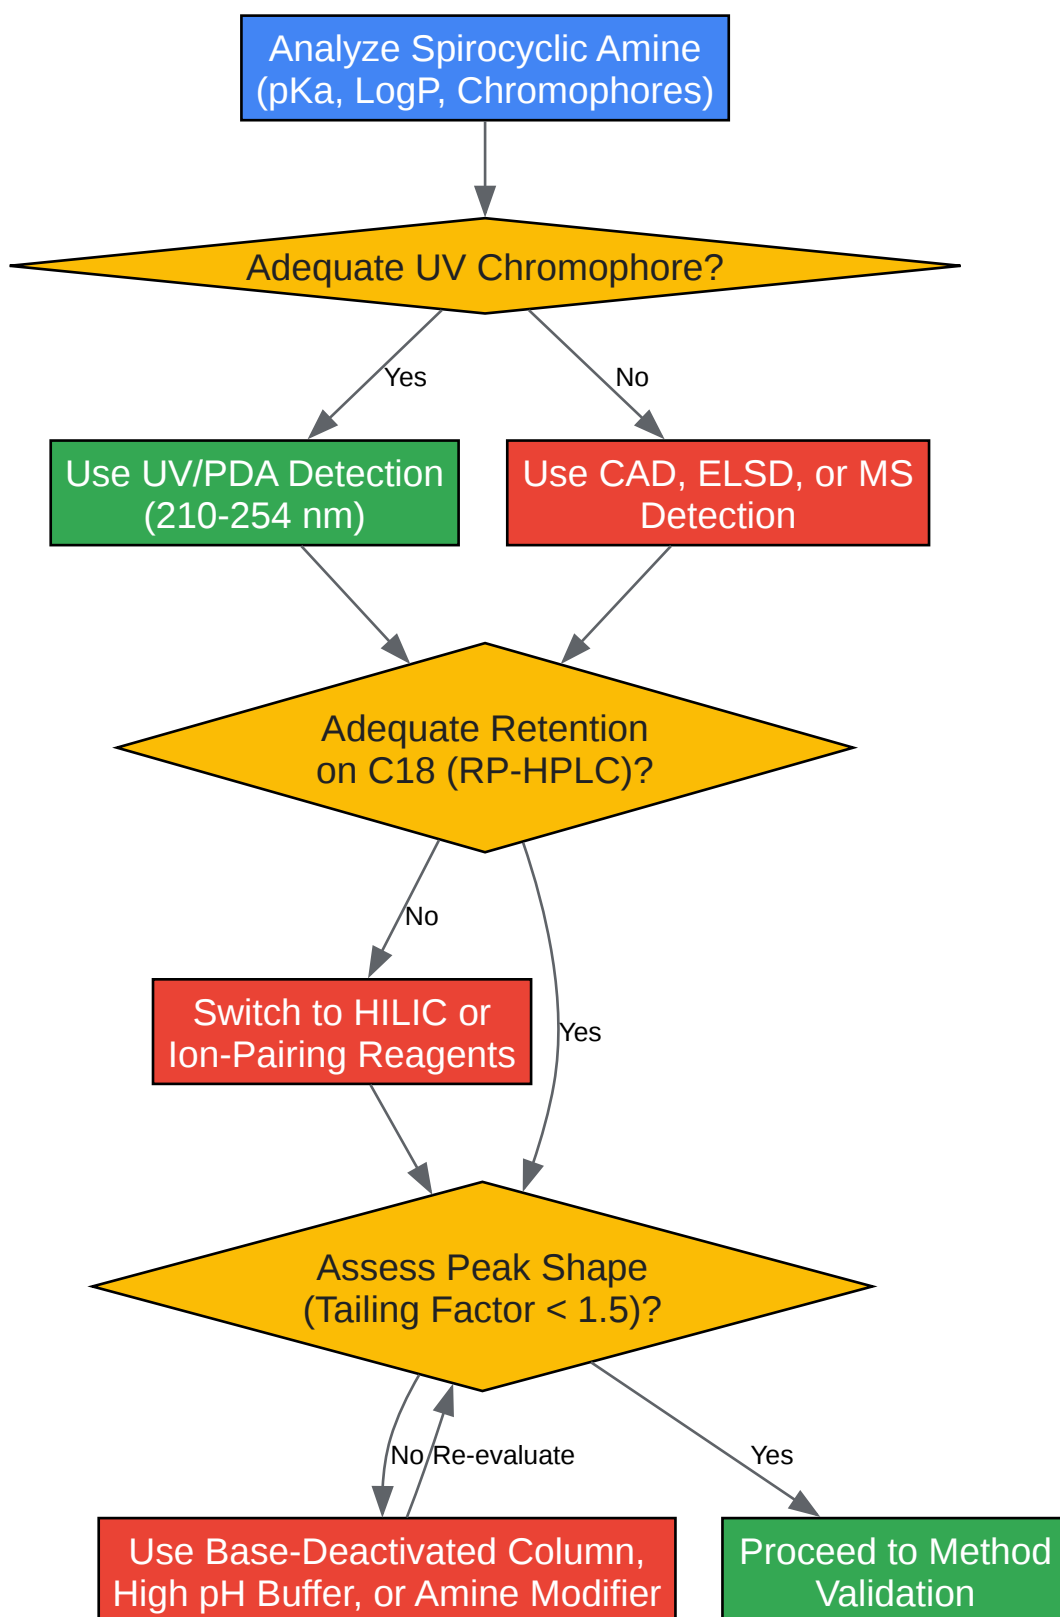 Analyze Spirocyclic Amine
(pKa, LogP, Chromophores)
Adequate UV Chromophore?
Yes
No
Use UV/PDA Detection
(210-254 nm)
Use CAD, ELSD, or MS
Detection
Adequate Retention
on C18 (RP-HPLC)?
No
Switch to HILIC or
Ion-Pairing Reagents
Yes
Assess Peak Shape
(Tailing Factor < 1.5)?
No
Re-evaluate
Yes
Use Base-Deactivated Column,
High pH Buffer, or Amine Modifier
Proceed to Method
Validation